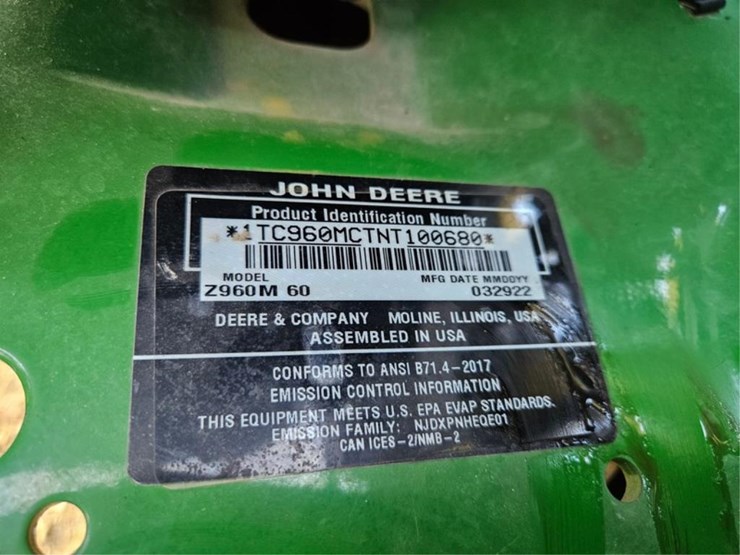 JOHN DEERE
Product Identification Number
*1TC960MCTNT100680*
MODEL MFG DATE MMDDYY
Z960M 60 032922
DEERE & COMPANY MOLINE, ILLINOIS, USA
ASSEMBLED IN USA
CONFORMS TO ANSI B71.4-2017
EMISSION CONTROL INFORMATION
THIS EQUIPMENT MEETS U.S. EPA EVAP STANDARDS.
EMISSION FAMILY: NJDXPNHEQE01
CAN ICES-2/NMB-2